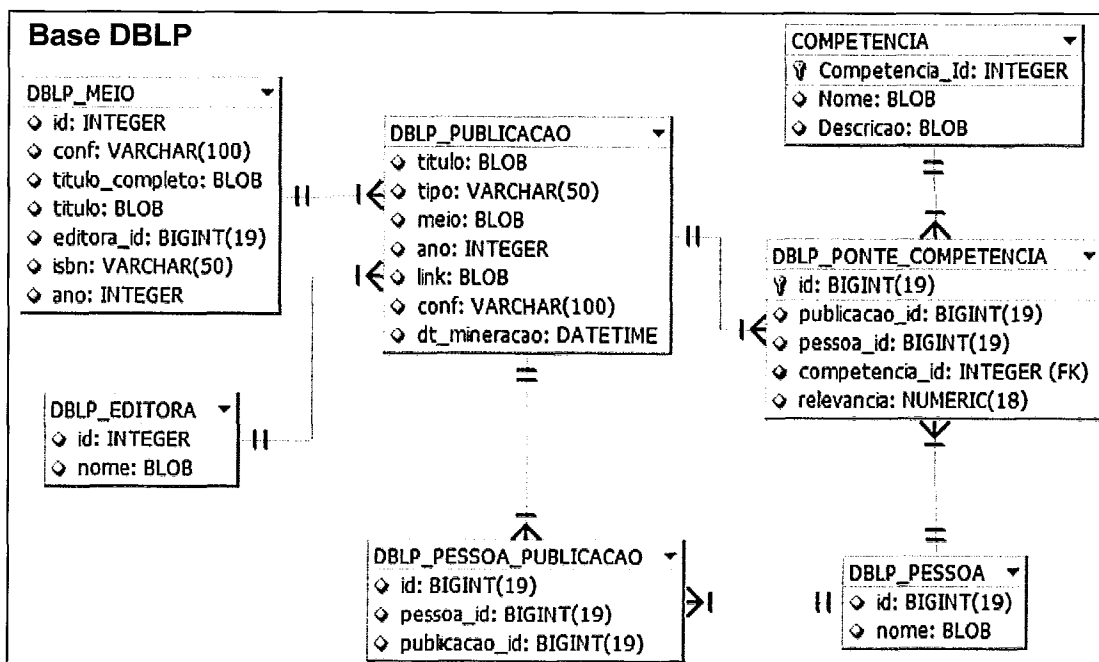 Base DBLP
DBLP_MEIO
id: INTEGER
conf: VARCHAR(100)
titulo_completo: BLOB
titulo: BLOB
editora_id: BIGINT(19)
isbn: VARCHAR(50)
ano: INTEGER
DBLP_EDITORA
id: INTEGER
nome: BLOB
DBLP_PUBLICACAO
titulo: BLOB
tipo: VARCHAR(50)
meio: BLOB
ano: INTEGER
link: BLOB
conf: VARCHAR(100)
dt_mineracao: DATETIME
DBLP_PESSOA_PUBLICACAO
id: BIGINT(19)
pessoa_id: BIGINT(19)
publicacao_id: BIGINT(19)
COMPETENCIA
Competencia_Id: INTEGER
Nome: BLOB
Descricao: BLOB
DBLP_PONTE_COMPETENCIA
id: BIGINT(19)
publicacao_id: BIGINT(19)
pessoa_id: BIGINT(19)
competencia_id: INTEGER (FK)
relevancia: NUMERIC(18)
DBLP_PESSOA
id: BIGINT(19)
nome: BLOB